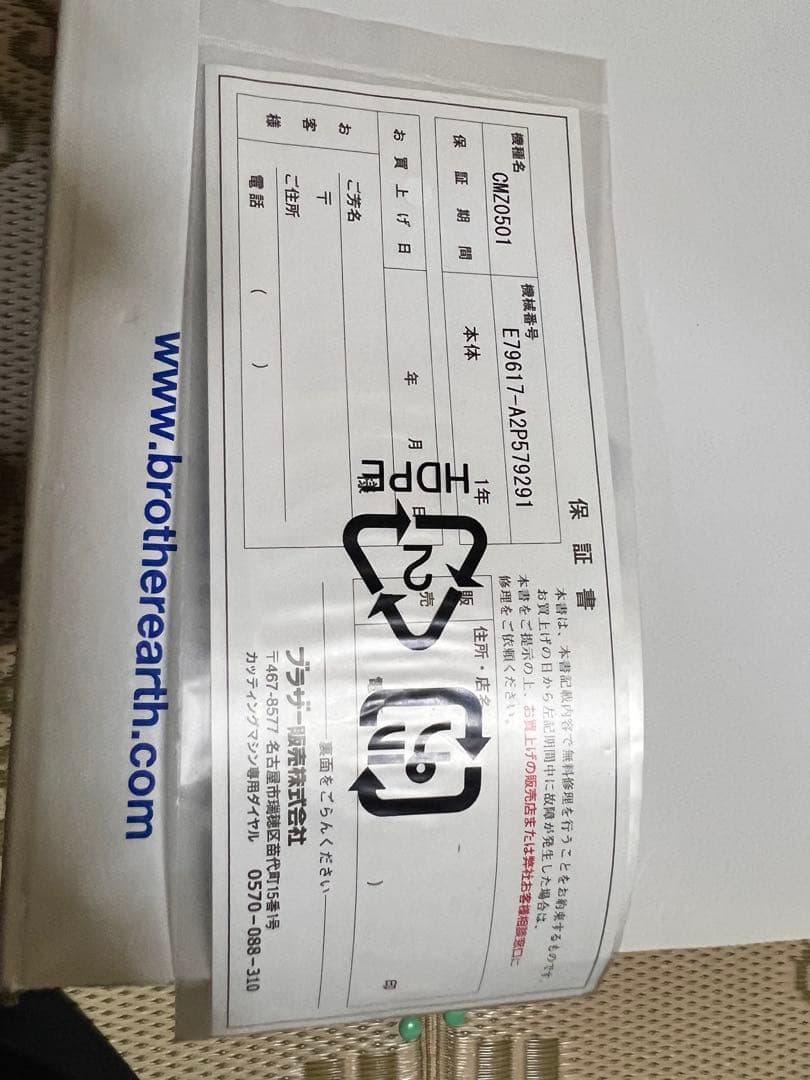 保証書
機種名 CMZ0501
機械番号 E79617-A2P579291
保証期間 本体 1年
お買上げ日 年 月 日
お客様
ご芳名 様
〒
ご住所
電話 ( )
本書は、本書記載内容で無料修理を行うことをお約束するものです。
お買上げの日から左記期間中に故障が発生した場合は、
本書をご提示の上、お買上げの販売店または弊社お客様相談窓口に
修理をご依頼ください。
販売
住所・店名
印
裏面をごらんください
ブラザー販売株式会社
〒467-8577 名古屋市瑞穂区苗代町15番1号
カッティングマシン専用ダイヤル 0570-088-310
プラ
www.brotherearth.com